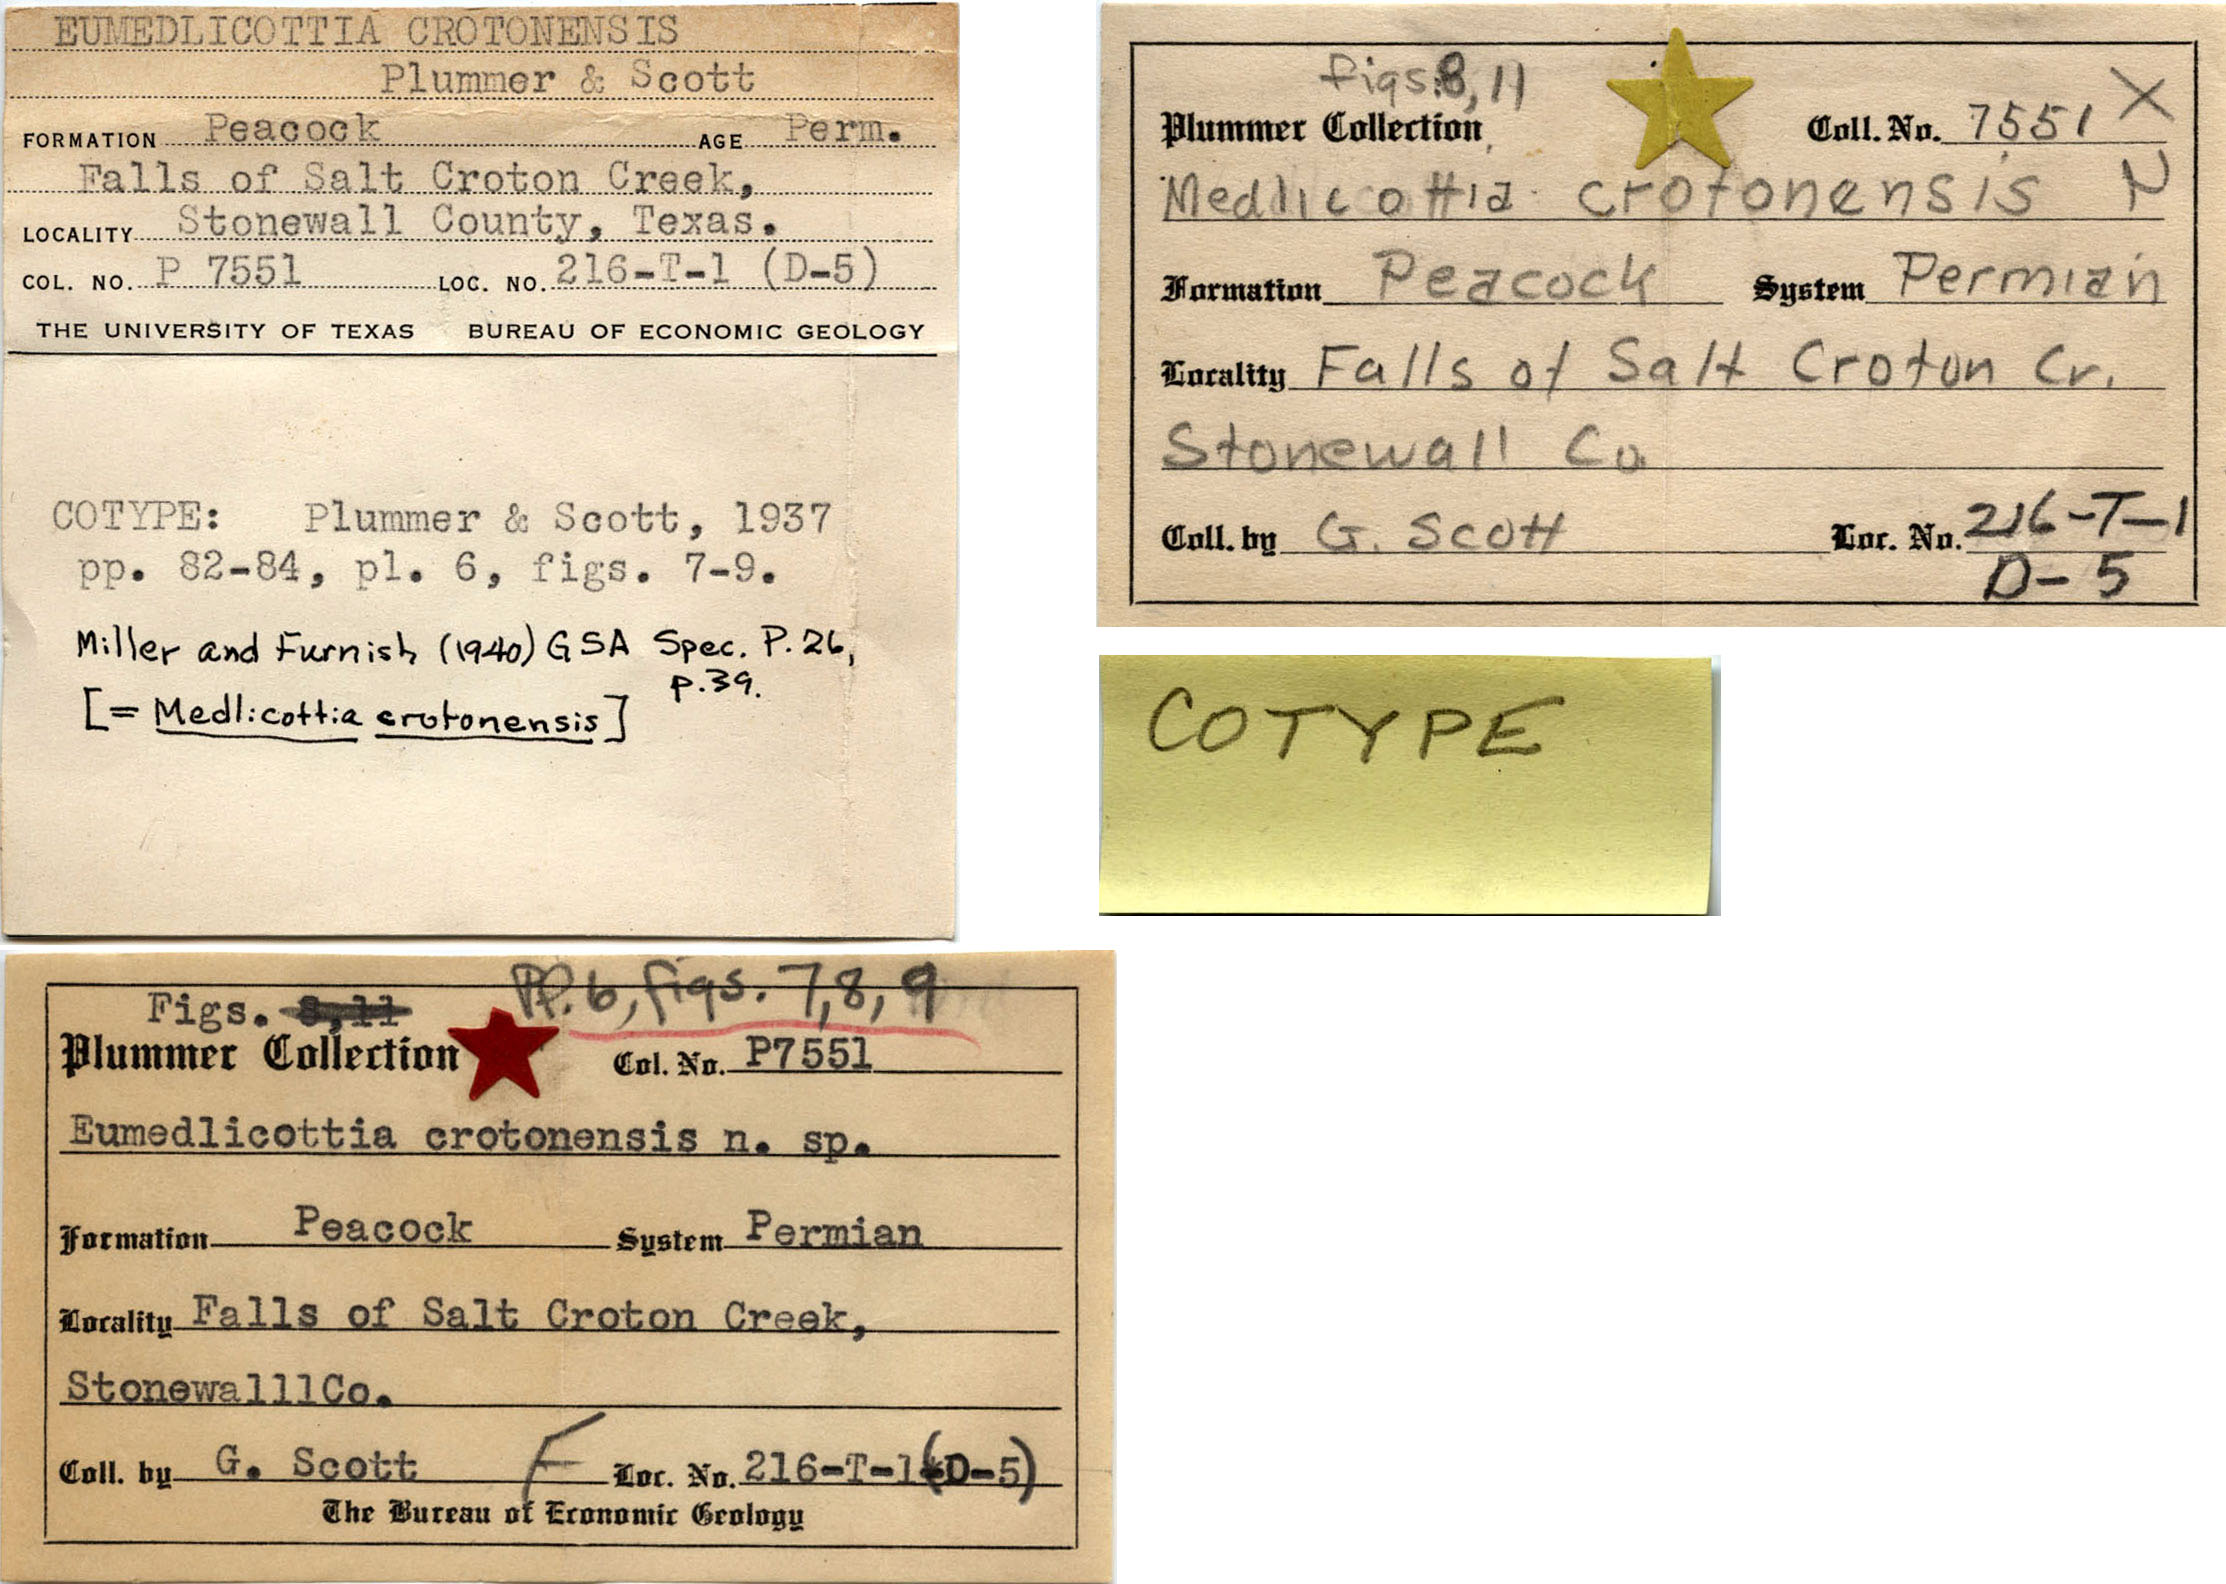 EUMEDLICOTTIA CROTONENSIS
Plummer & Scott
FORMATION Peacock AGE Perm.
Falls of Salt Croton Creek,
LOCALITY Stonewall County, Texas.
COL. NO. P 7551 LOC. NO. 216-T-1 (D-5)
THE UNIVERSITY OF TEXAS BUREAU OF ECONOMIC GEOLOGY
COTYPE: Plummer & Scott, 1937
pp. 82-84, pl. 6, figs. 7-9.
Miller and Furnish (1940) GSA Spec. P. 26,
p. 39.
[= Medlicottia crotonensis]
figs. 8, 11
Plummer Collection Coll. No. 7551 X
Medlicottia crotonensis N
Formation Peacock System Permian
Locality Falls of Salt Croton Cr.
Stonewall Co
Coll. by G. Scott Loc. No. 216-T-1
D-5
COTYPE
Figs. 8,11 Pl. 6, figs. 7, 8, 9
Plummer Collection Col. No. P7551
Eumedlicottia crotonensis n. sp.
Formation Peacock System Permian
Locality Falls of Salt Croton Creek,
StonewalllCo.
Coll. by G. Scott F Loc. No. 216-T-1(D-5)
The Bureau of Economic Geology